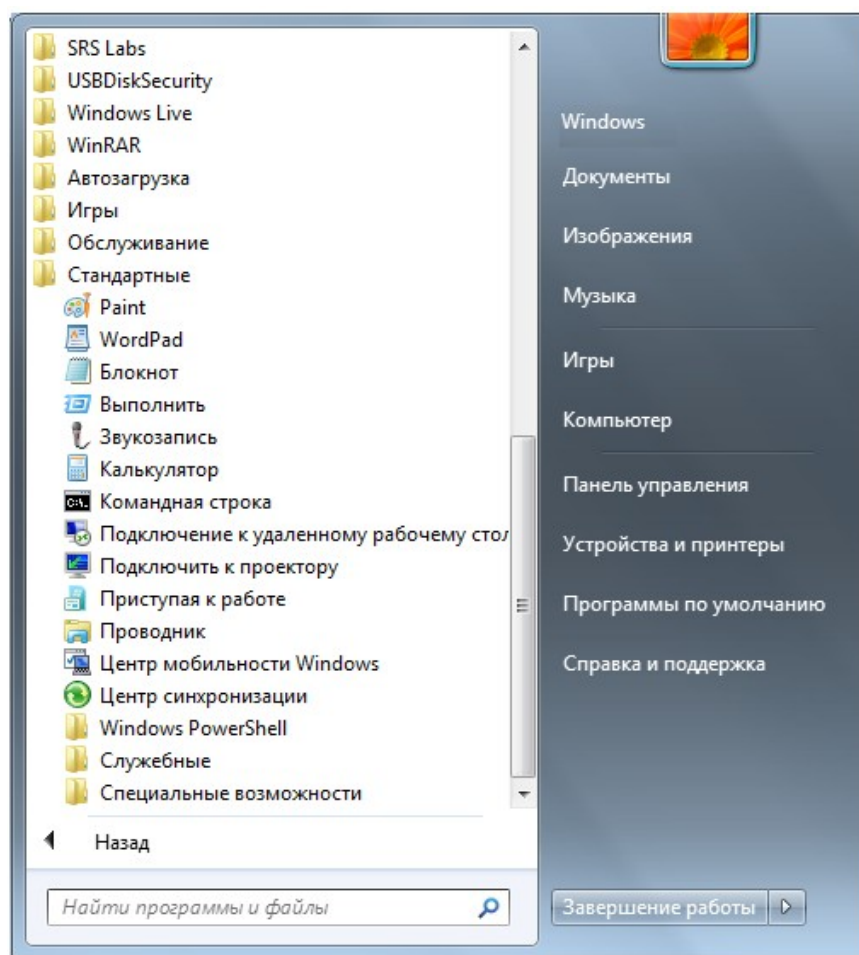 SRS Labs
USBDiskSecurity
Windows Live
WinRAR
Автозагрузка
Игры
Обслуживание
Стандартные
Paint
WordPad
Блокнот
Выполнить
Звукозапись
Калькулятор
Командная строка
Подключение к удаленному рабочему стол
Подключить к проектору
Приступая к работе
Проводник
Центр мобильности Windows
Центр синхронизации
Windows PowerShell
Служебные
Специальные возможности
Назад
Найти программы и файлы
Windows
Документы
Изображения
Музыка
Игры
Компьютер
Панель управления
Устройства и принтеры
Программы по умолчанию
Справка и поддержка
Завершение работы